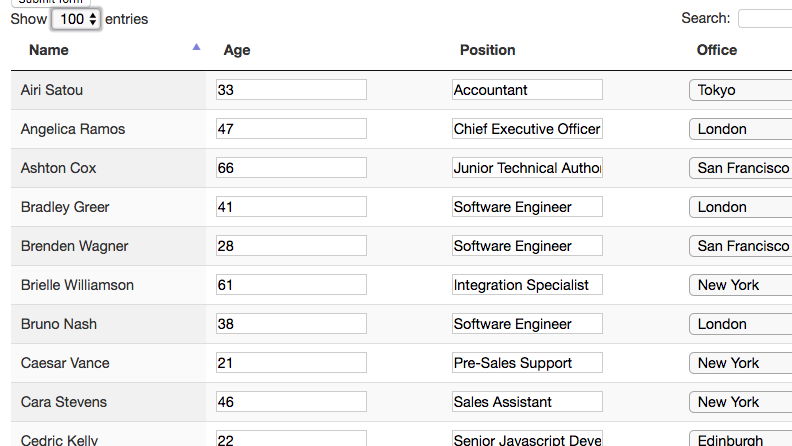 Submit form
Show 100 entries Search:
Name Age Position Office
Airi Satou 33 Accountant Tokyo
Angelica Ramos 47 Chief Executive Officer London
Ashton Cox 66 Junior Technical Autho San Francisco
Bradley Greer 41 Software Engineer London
Brenden Wagner 28 Software Engineer San Francisco
Brielle Williamson 61 Integration Specialist New York
Bruno Nash 38 Software Engineer London
Caesar Vance 21 Pre-Sales Support New York
Cara Stevens 46 Sales Assistant New York
Cedric Kelly 22 Senior Javascript Deve Edinburgh